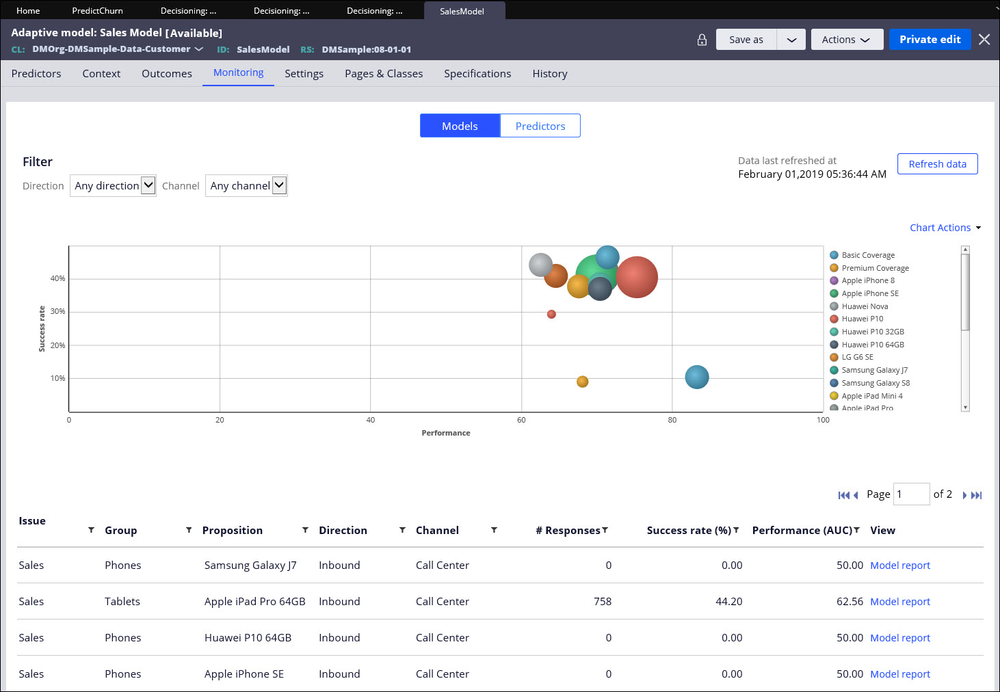 Home PredictChurn Decisioning: ... Decisioning: ... Decisioning: ... SalesModel
Adaptive model: Sales Model [Available]
CL: DMOrg-DMSample-Data-Customer ID: SalesModel RS: DMSample:08-01-01
Save as Actions Private edit
Predictors Context Outcomes Monitoring Settings Pages & Classes Specifications History
Models Predictors
Filter
Direction Any direction Channel Any channel
Data last refreshed at
February 01,2019 05:36:44 AM
Refresh data
Chart Actions
Success rate
40%
30%
20%
10%
0 20 40 60 80 100
Performance
Basic Coverage
Premium Coverage
Apple iPhone 8
Apple iPhone SE
Huawei Nova
Huawei P10
Huawei P10 32GB
Huawei P10 64GB
LG G6 SE
Samsung Galaxy J7
Samsung Galaxy S8
Apple iPad Mini 4
Apple iPad Pro
Page 1 of 2
Issue Group Proposition Direction Channel # Responses Success rate (%) Performance (AUC) View
Sales Phones Samsung Galaxy J7 Inbound Call Center 0 0.00 50.00 Model report
Sales Tablets Apple iPad Pro 64GB Inbound Call Center 758 44.20 62.56 Model report
Sales Phones Huawei P10 64GB Inbound Call Center 0 0.00 50.00 Model report
Sales Phones Apple iPhone SE Inbound Call Center 0 0.00 50.00 Model report